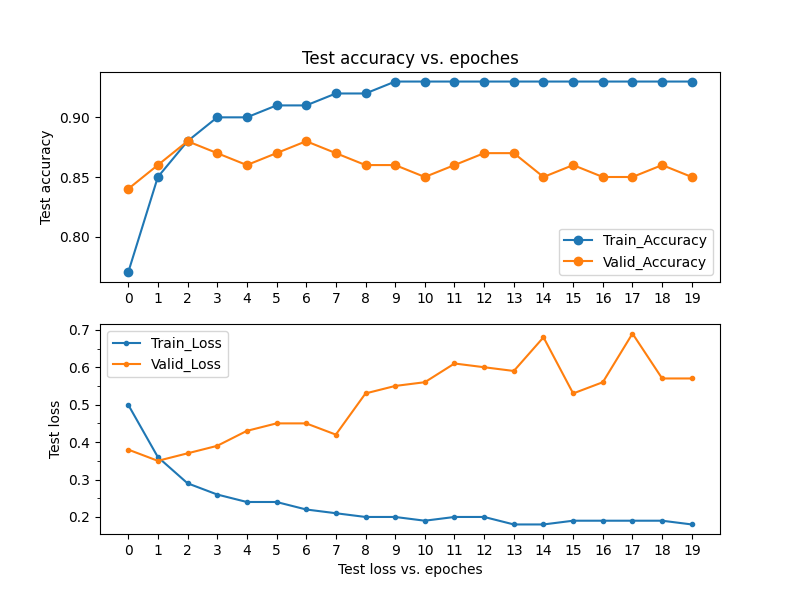 Test accuracy vs. epoches
Test accuracy
0.90
0.85
0.80
Train_Accuracy
Valid_Accuracy
0 1 2 3 4 5 6 7 8 9 10 11 12 13 14 15 16 17 18 19
Test loss
0.7
0.6
0.5
0.4
0.3
0.2
Train_Loss
Valid_Loss
0 1 2 3 4 5 6 7 8 9 10 11 12 13 14 15 16 17 18 19
Test loss vs. epoches